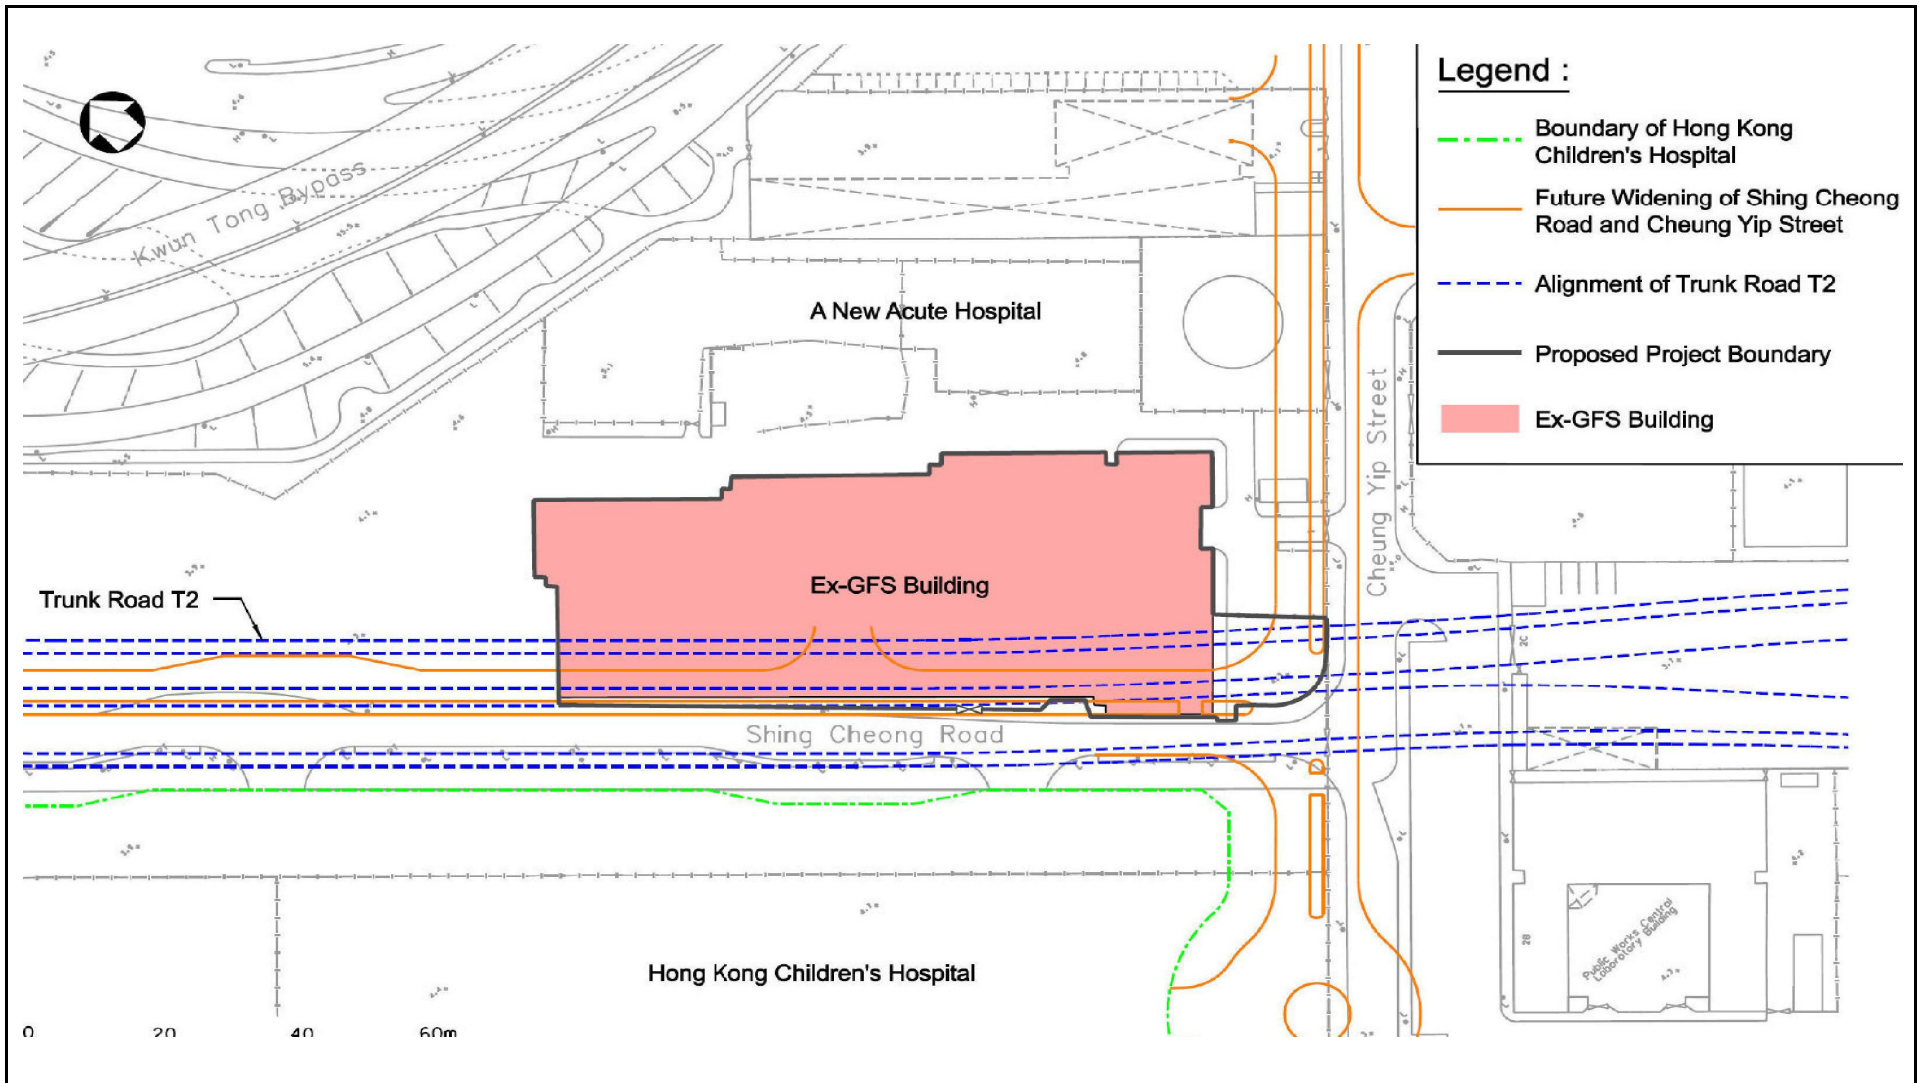 Legend :
Boundary of Hong Kong
Children's Hospital
Future Widening of Shing Cheong
Road and Cheung Yip Street
Alignment of Trunk Road T2
Proposed Project Boundary
Ex-GFS Building
Kwun Tong Bypass
A New Acute Hospital
Cheung Yip Street
Ex-GFS Building
Trunk Road T2
Shing Cheong Road
Hong Kong Children's Hospital
Public Works Central
Laboratory Building
0 20 40 60m